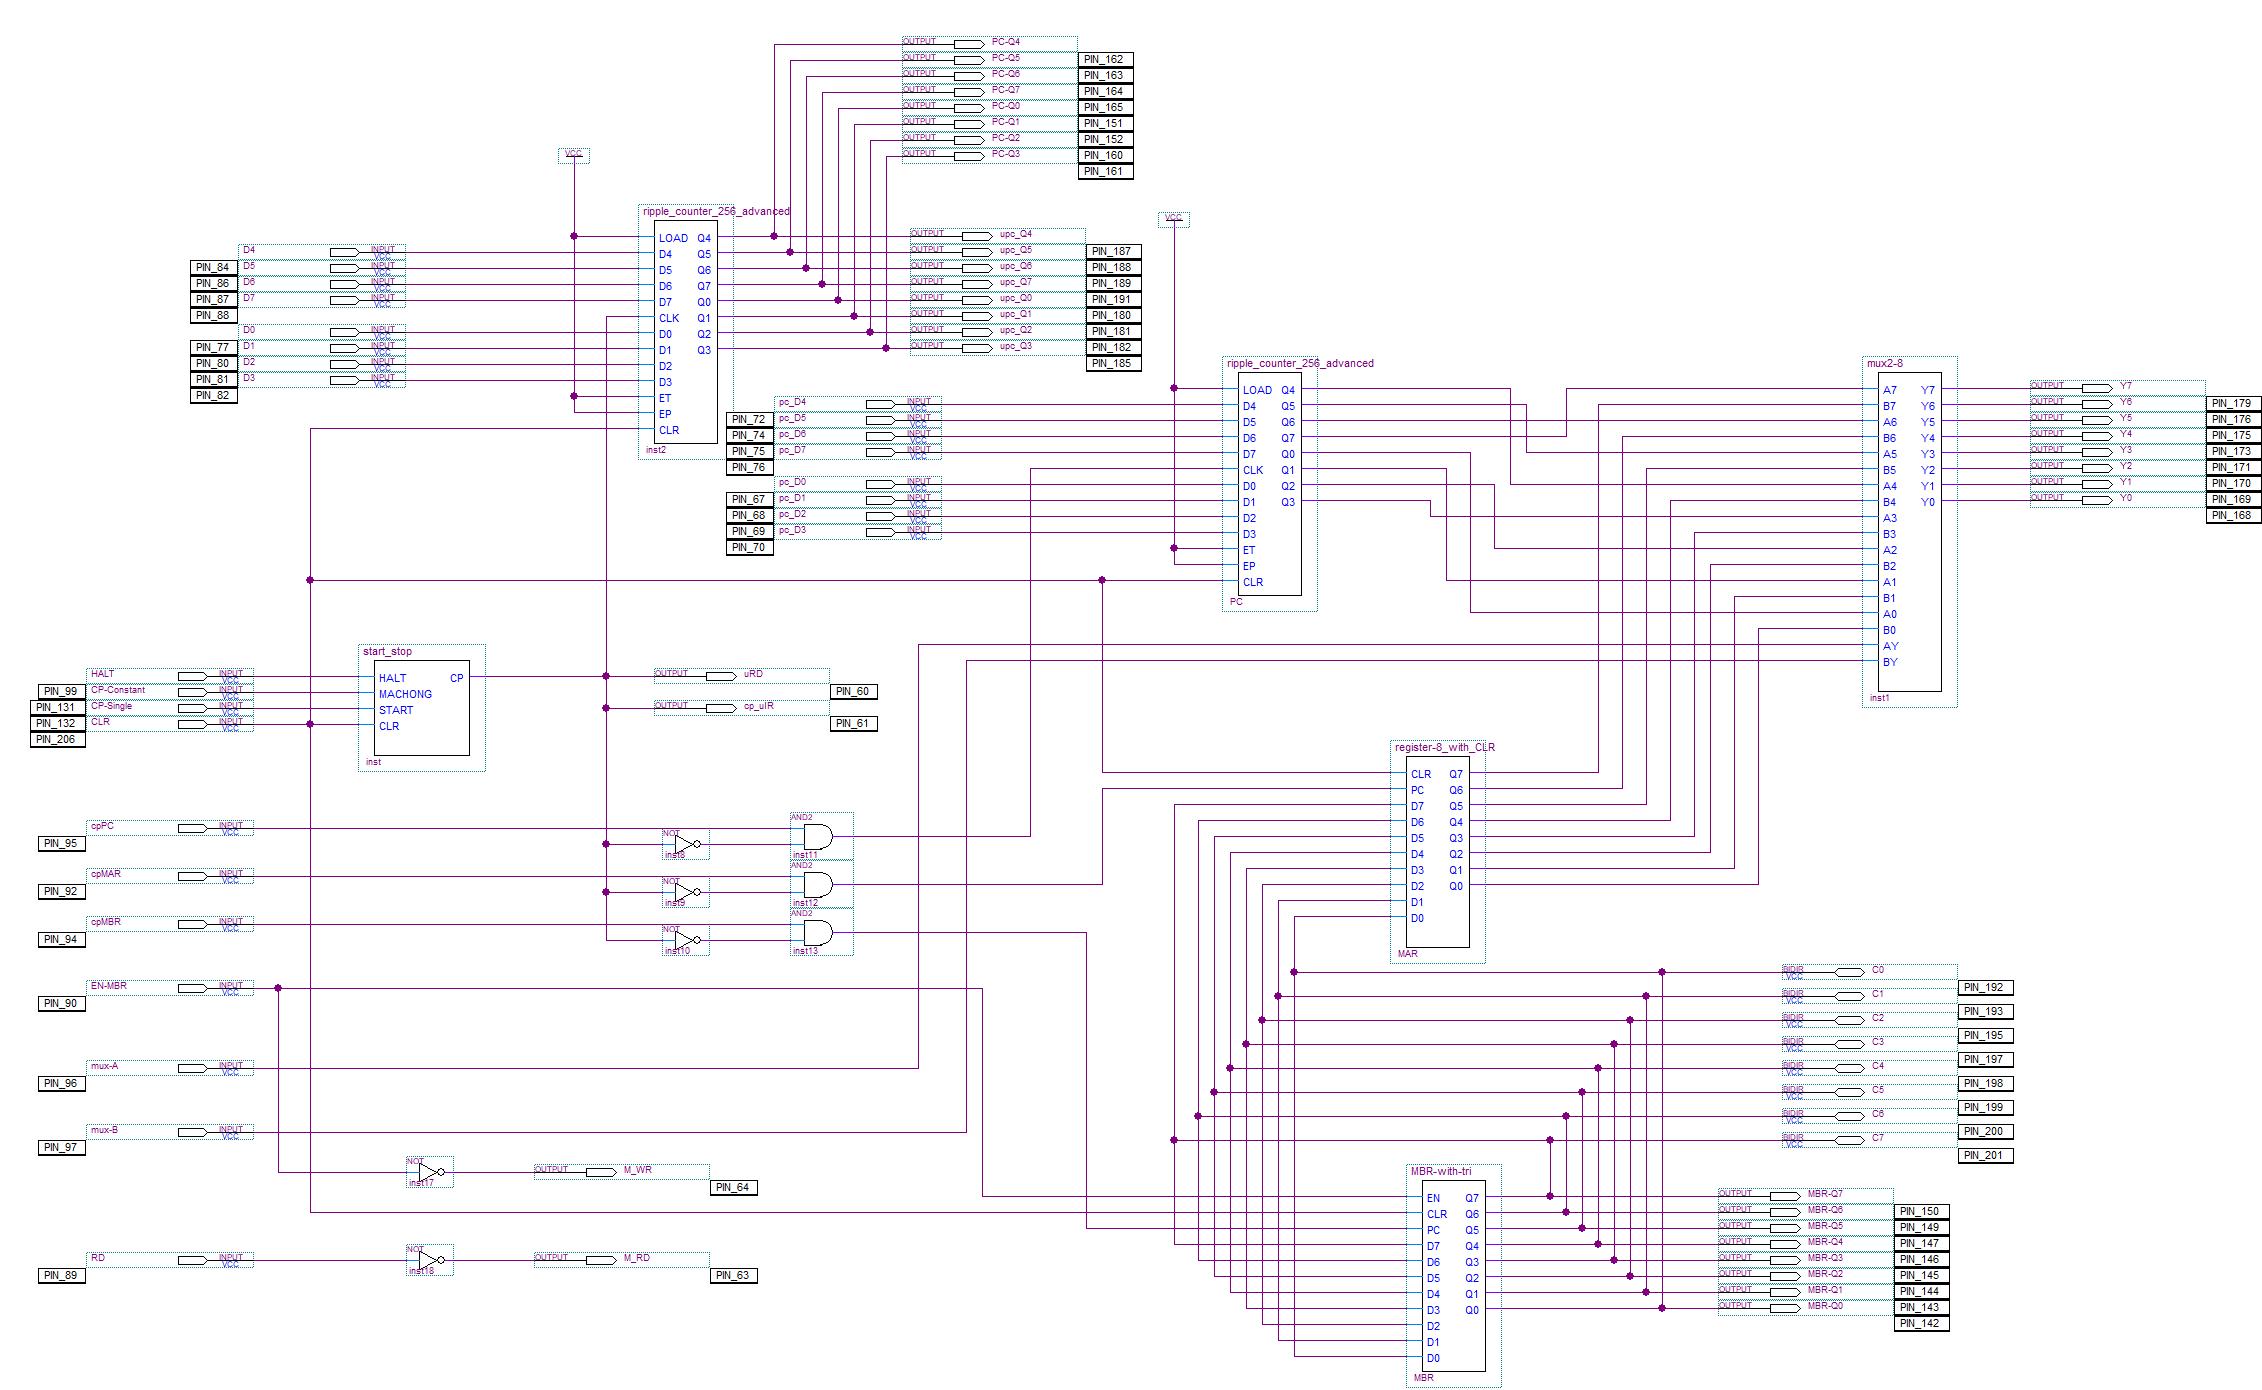 OUTPUT PC-Q4
OUTPUT PC-Q5 PIN_162
OUTPUT PC-Q6 PIN_163
OUTPUT PC-Q7 PIN_164
OUTPUT PC-Q0 PIN_165
OUTPUT PC-Q1 PIN_151
OUTPUT PC-Q2 PIN_152
OUTPUT PC-Q3 PIN_160
PIN_161
VCC
ripple_counter_256_advanced
LOAD Q4
D4 Q5
D5 Q6
D6 Q7
D7 Q0
CLK Q1
D0 Q2
D1 Q3
D2
D3
ET
EP
CLR
inst2
D4 INPUT VCC
PIN_84 D5 INPUT VCC
PIN_86 D6 INPUT VCC
PIN_87 D7 INPUT VCC
PIN_88
D0 INPUT VCC
PIN_77 D1 INPUT VCC
PIN_80 D2 INPUT VCC
PIN_81 D3 INPUT VCC
PIN_82
OUTPUT upc_Q4
OUTPUT upc_Q5 PIN_187
OUTPUT upc_Q6 PIN_188
OUTPUT upc_Q7 PIN_189
OUTPUT upc_Q0 PIN_191
OUTPUT upc_Q1 PIN_180
OUTPUT upc_Q2 PIN_181
OUTPUT upc_Q3 PIN_182
PIN_185
VCC
pc_D4 INPUT VCC
PIN_72 pc_D5 INPUT VCC
PIN_74 pc_D6 INPUT VCC
PIN_75 pc_D7 INPUT VCC
PIN_76
pc_D0 INPUT VCC
PIN_67 pc_D1 INPUT VCC
PIN_68 pc_D2 INPUT VCC
PIN_69 pc_D3 INPUT VCC
PIN_70
ripple_counter_256_advanced
LOAD Q4
D4 Q5
D5 Q6
D6 Q7
D7 Q0
CLK Q1
D0 Q2
D1 Q3
D2
D3
ET
EP
CLR
PC
mux2-8
A7 Y7
B7 Y6
A6 Y5
B6 Y4
A5 Y3
B5 Y2
A4 Y1
B4 Y0
A3
B3
A2
B2
A1
B1
A0
B0
AY
BY
inst1
OUTPUT Y7
OUTPUT Y6 PIN_179
OUTPUT Y5 PIN_176
OUTPUT Y4 PIN_175
OUTPUT Y3 PIN_173
OUTPUT Y2 PIN_171
OUTPUT Y1 PIN_170
OUTPUT Y0 PIN_169
PIN_168
start_stop
HALT CP
MACHONG
START
CLR
inst
HALT INPUT VCC
PIN_99 CP-Constant INPUT VCC
PIN_131 CP-Single INPUT VCC
PIN_132 CLR INPUT VCC
PIN_206
OUTPUT uRD
PIN_60
OUTPUT cp_uIR
PIN_61
register-8_with_CLR
CLR Q7
PC Q6
D7 Q5
D6 Q4
D5 Q3
D4 Q2
D3 Q1
D2 Q0
D1
D0
MAR
cpPC INPUT VCC
PIN_95
NOT
inst8
AND2
inst11
cpMAR INPUT VCC
PIN_92
NOT
inst9
AND2
inst12
cpMBR INPUT VCC
PIN_94
NOT
inst10
AND2
inst13
EN-MBR INPUT VCC
PIN_90
mux-A INPUT VCC
PIN_96
mux-B INPUT VCC
PIN_97
NOT
inst17
OUTPUT M_WR
PIN_64
RD INPUT VCC
PIN_89
NOT
inst18
OUTPUT M_RD
PIN_63
BIDIR VCC C0
PIN_192
BIDIR VCC C1
PIN_193
BIDIR VCC C2
PIN_195
BIDIR VCC C3
PIN_197
BIDIR VCC C4
PIN_198
BIDIR VCC C5
PIN_199
BIDIR VCC C6
PIN_200
BIDIR VCC C7
PIN_201
MBR-with-tri
EN Q7
CLR Q6
PC Q5
D7 Q4
D6 Q3
D5 Q2
D4 Q1
D3 Q0
D2
D1
D0
MBR
OUTPUT MBR-Q7
OUTPUT MBR-Q6 PIN_150
OUTPUT MBR-Q5 PIN_149
OUTPUT MBR-Q4 PIN_147
OUTPUT MBR-Q3 PIN_146
OUTPUT MBR-Q2 PIN_145
OUTPUT MBR-Q1 PIN_144
OUTPUT MBR-Q0 PIN_143
PIN_142